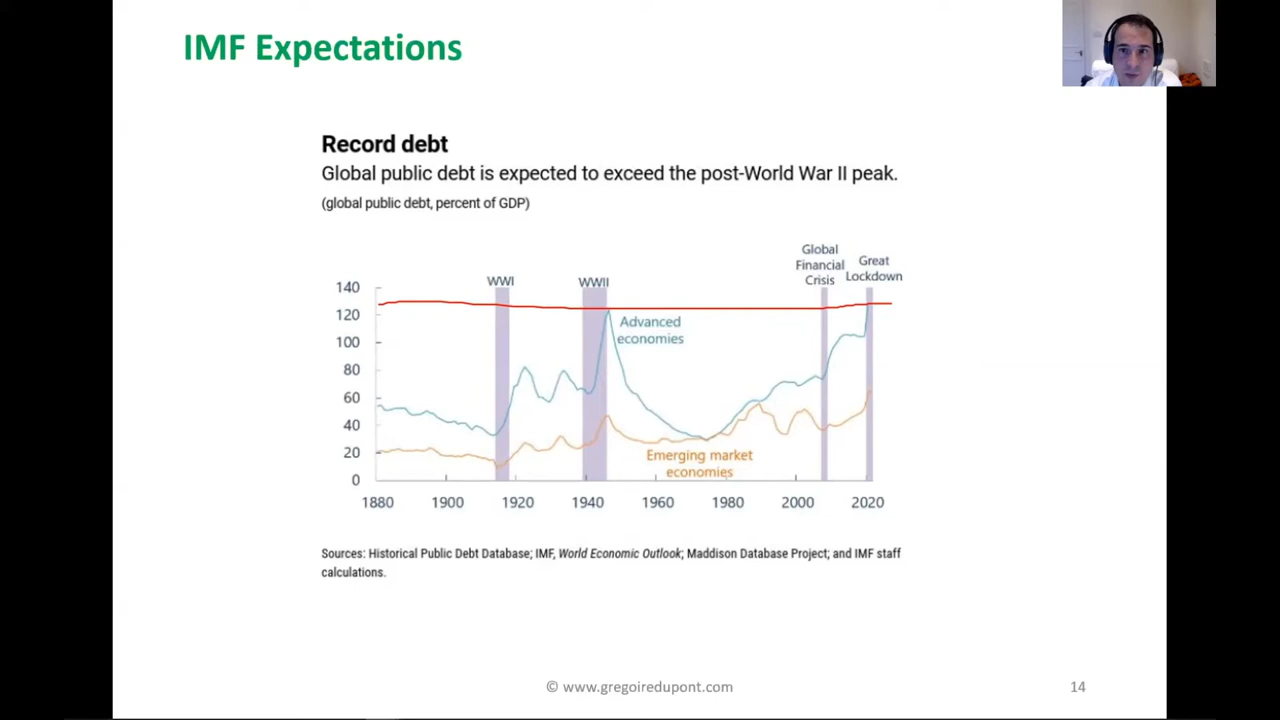 IMF Expectations
Record debt
Global public debt is expected to exceed the post-World War II peak.
(global public debt, percent of GDP)
Global
Financial
Crisis
Great
Lockdown
WWI
WWII
140
120
100
80
60
40
20
0
Advanced
economies
Emerging market
economies
1880
1900
1920
1940
1960
1980
2000
2020
Sources: Historical Public Debt Database; IMF, World Economic Outlook; Maddison Database Project; and IMF staff
calculations.
© www.gregoiredupont.com
14